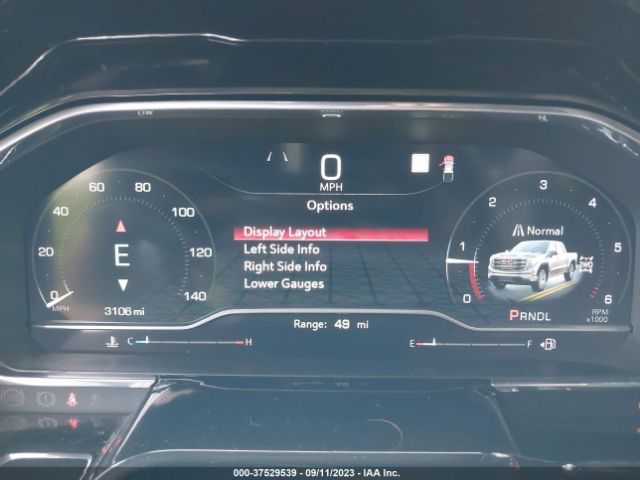 0
MPH
Options
Display Layout
Left Side Info
Right Side Info
Lower Gauges
Range: 49 mi
0 20 40 60 80 100 120 140
MPH
E
3106 mi
C H
0 1 2 3 4 5 6
Normal
2WD
PRNDL
RPM
x1000
E F
000-37529539 - 09/11/2023 - IAA Inc.